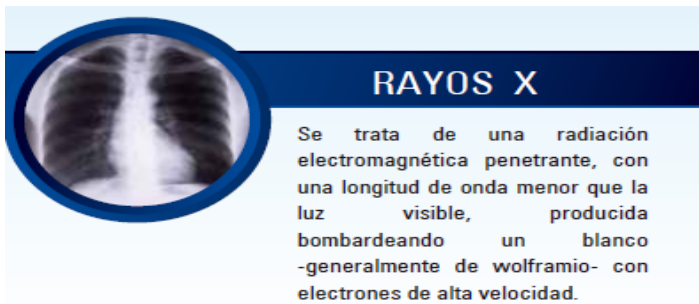 RAYOS X
Se trata de una radiación
electromagnética penetrante, con
una longitud de onda menor que la
luz visible, producida
bombardeando un blanco
-generalmente de wolframio- con
electrones de alta velocidad.